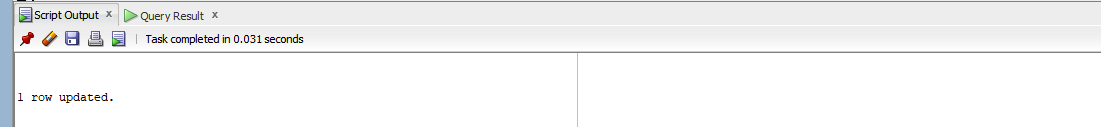 Script Output x Query Result x
Task completed in 0.031 seconds
1 row updated.